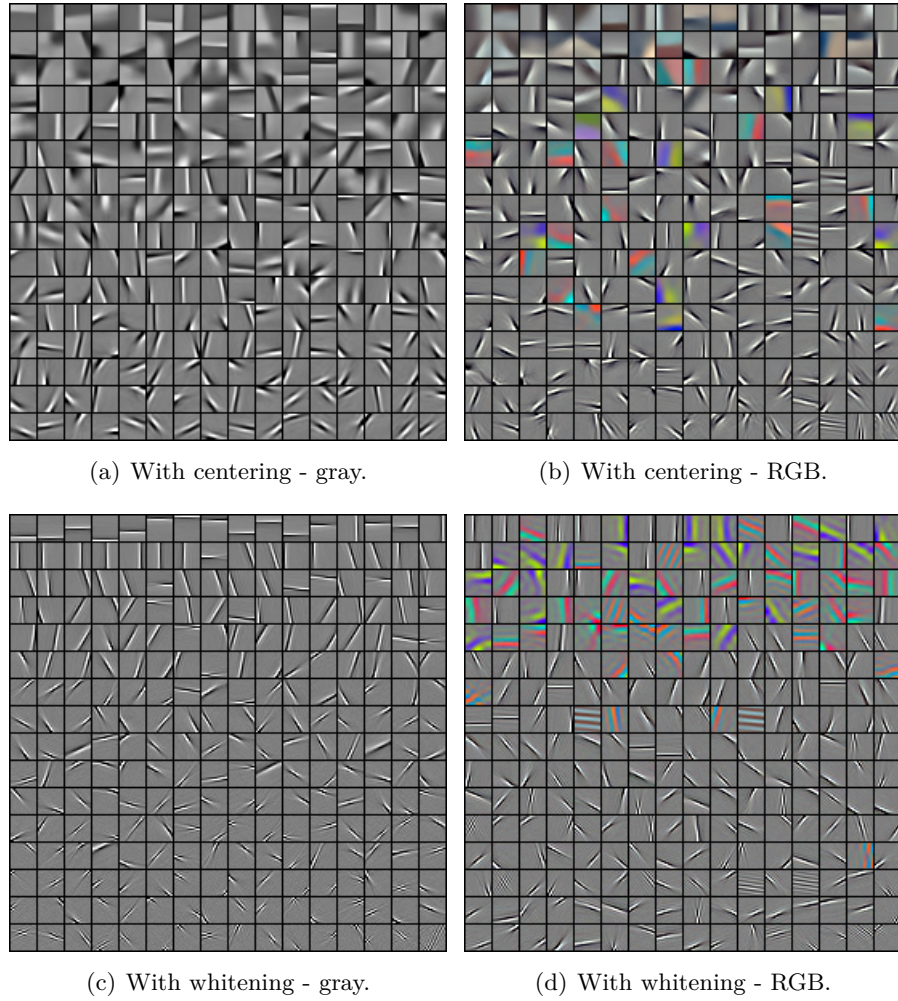 (a) With centering - gray.
(b) With centering - RGB.
(c) With whitening - gray.
(d) With whitening - RGB.